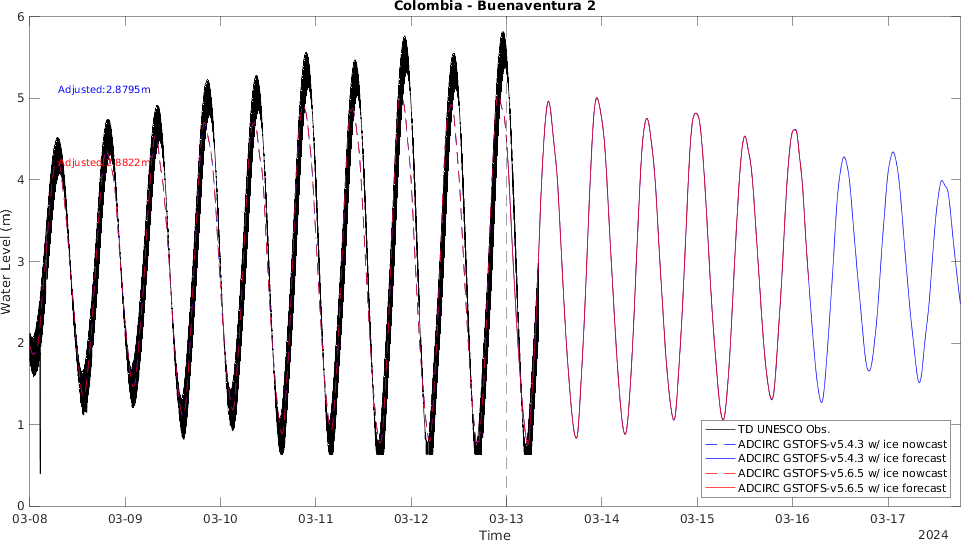 Colombia - Buenaventura 2
6
5
4
3
2
1
0
Water Level (m)
Adjusted:2.8795m
Adjusted:2.8822m
03-08
03-09
03-10
03-11
03-12
03-13
03-14
03-15
03-16
03-17
Time
2024
TD UNESCO Obs.
ADCIRC GSTOFS-v5.4.3 w/ ice nowcast
ADCIRC GSTOFS-v5.4.3 w/ ice forecast
ADCIRC GSTOFS-v5.6.5 w/ ice nowcast
ADCIRC GSTOFS-v5.6.5 w/ ice forecast